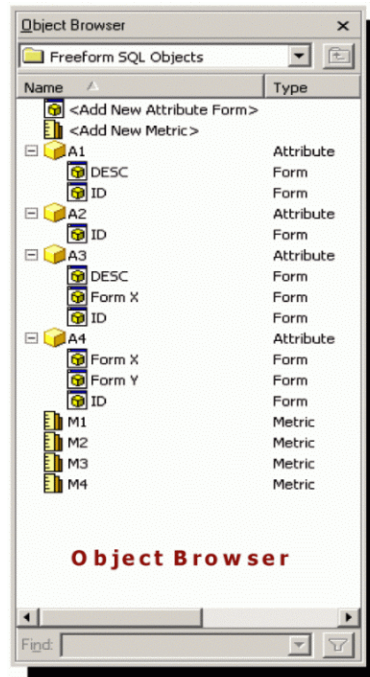 Object Browser
Freeform SQL Objects
Name Type
<Add New Attribute Form>
<Add New Metric>
A1 Attribute
DESC Form
ID Form
A2 Attribute
ID Form
A3 Attribute
DESC Form
Form X Form
ID Form
A4 Attribute
Form X Form
Form Y Form
ID Form
M1 Metric
M2 Metric
M3 Metric
M4 Metric
Object Browser
Find: